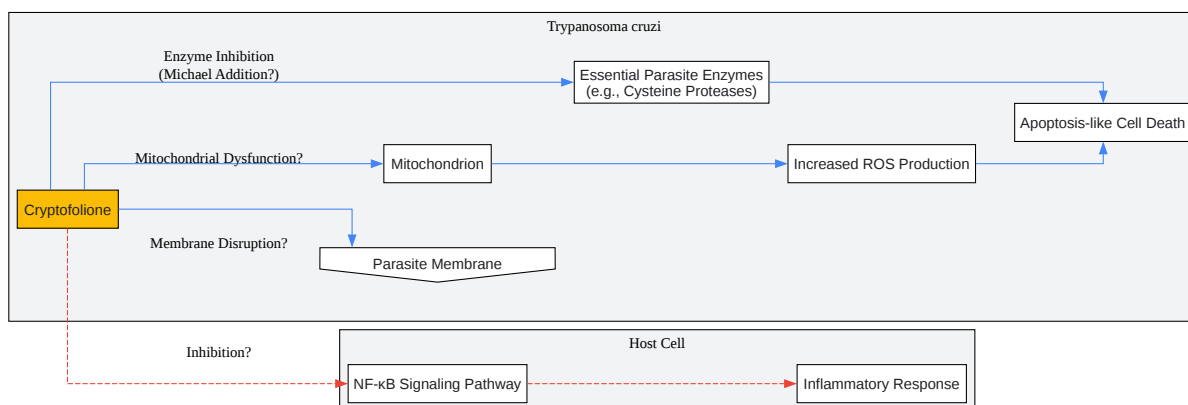 Trypanosoma cruzi
Enzyme Inhibition
(Michael Addition?)
Essential Parasite Enzymes
(e.g., Cysteine Proteases)
Apoptosis-like Cell Death
Mitochondrial Dysfunction?
Mitochondrion
Increased ROS Production
Cryptofolione
Membrane Disruption?
Parasite Membrane
Inhibition?
Host Cell
NF-κB Signaling Pathway
Inflammatory Response